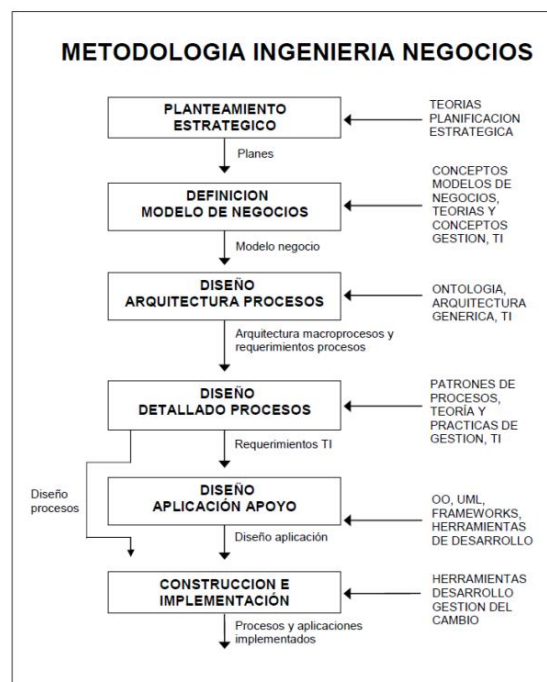 METODOLOGIA INGENIERIA NEGOCIOS
PLANTEAMIENTO
ESTRATEGICO
TEORIAS
PLANIFICACION
ESTRATEGICA
Planes
DEFINICION
MODELO DE NEGOCIOS
CONCEPTOS
MODELOS DE
NEGOCIOS,
TEORIAS Y
CONCEPTOS
GESTION, TI
Modelo negocio
DISEÑO
ARQUITECTURA PROCESOS
ONTOLOGIA,
ARQUITECTURA
GENERICA, TI
Arquitectura macroprocesos y
requerimientos procesos
DISEÑO
DETALLADO PROCESOS
PATRONES DE
PROCESOS,
TEORÍA Y
PRACTICAS DE
GESTION, TI
Requerimientos TI
Diseño
procesos
DISEÑO
APLICACIÓN APOYO
OO, UML,
FRAMEWORKS,
HERRAMIENTAS
DE DESARROLLO
Diseño aplicación
CONSTRUCCION E
IMPLEMENTACIÓN
HERRAMIENTAS
DESARROLLO
GESTION DEL
CAMBIO
Procesos y aplicaciones
implementados